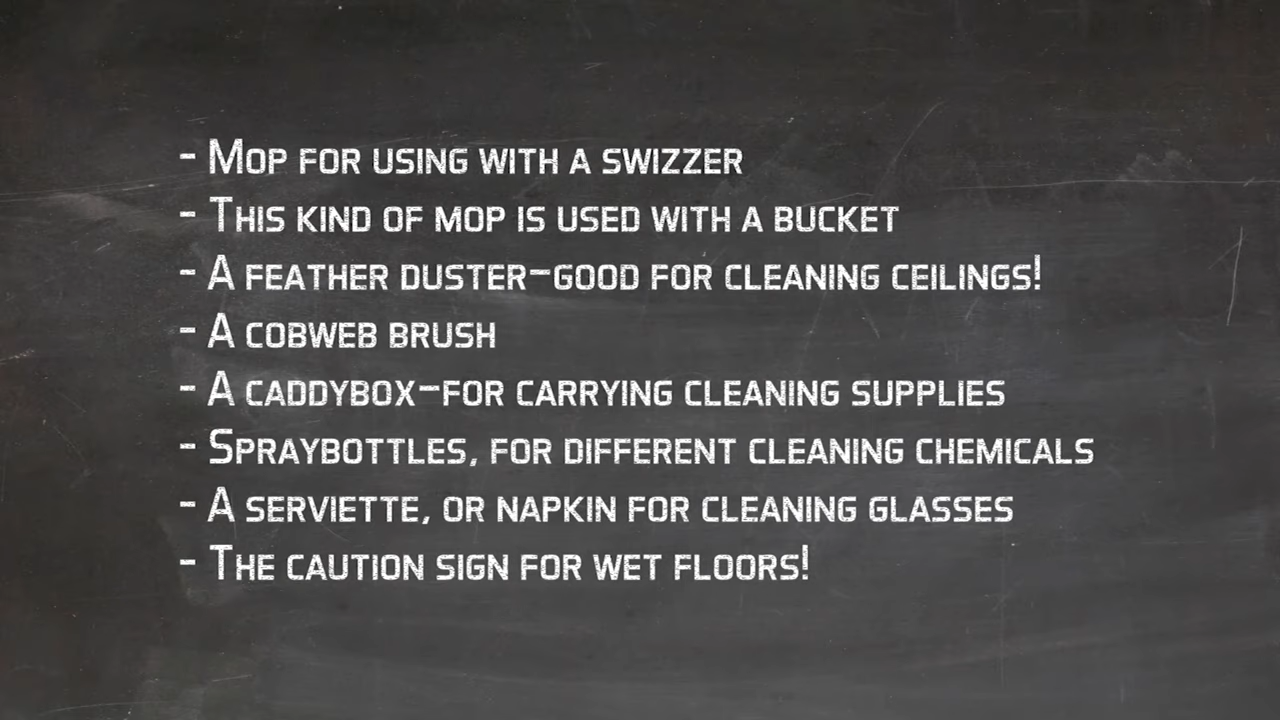 - Mop for using with a swizzer
- This kind of mop is used with a bucket
- A feather duster–good for cleaning ceilings!
- A cobweb brush
- A caddybox–for carrying cleaning supplies
- Spraybottles, for different cleaning chemicals
- A serviette, or napkin for cleaning glasses
- The caution sign for wet floors!